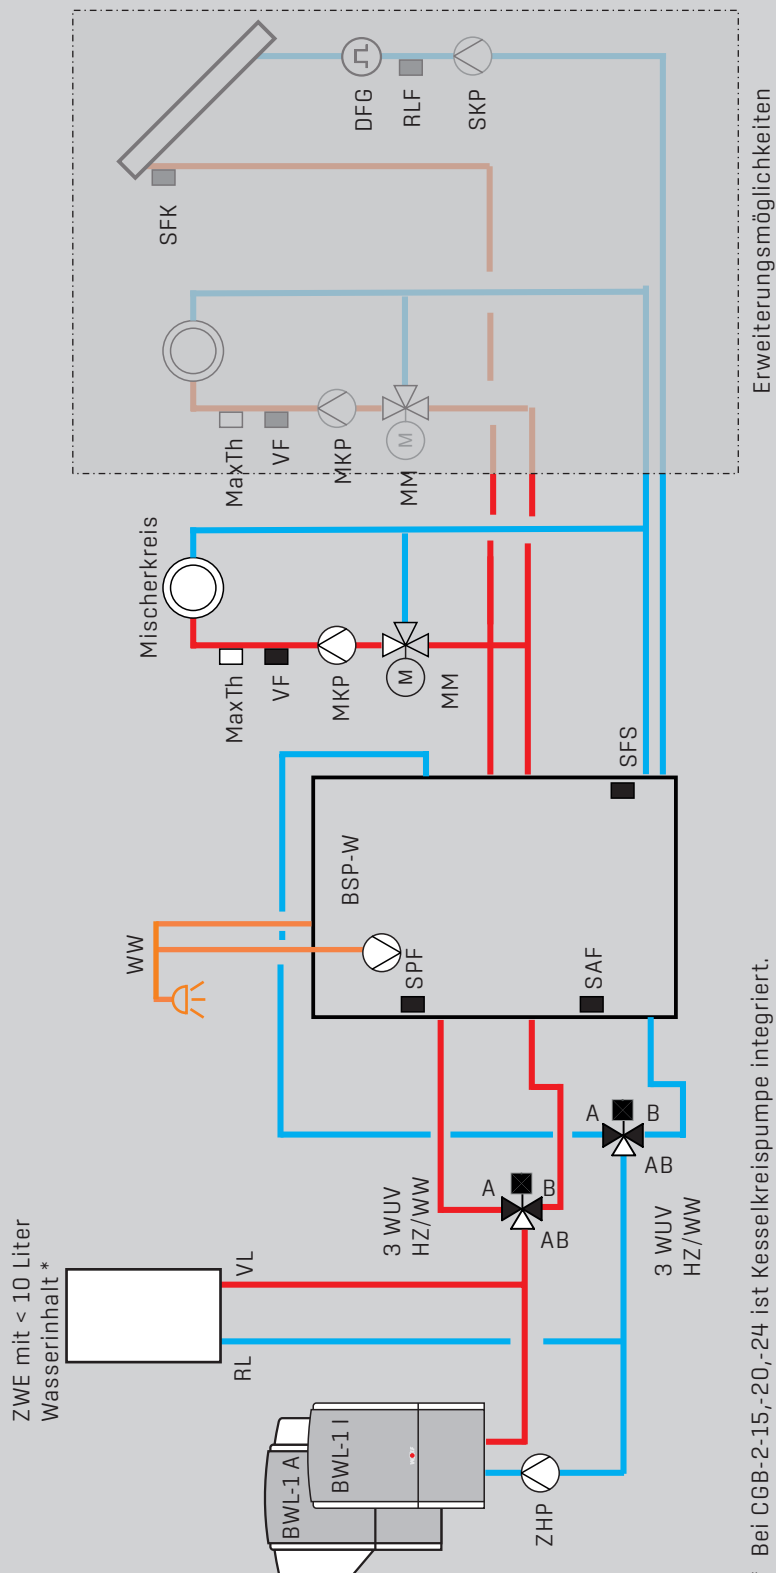 ZWE mit < 10 Liter
Wasserinhalt *
RL
VL
BWL-1 A
BWL-1 I
ZHP
3 WUV
HZ/WW
A
B
AB
3 WUV
HZ/WW
A
B
AB
WW
BSP-W
SPF
SAF
SFS
Mischerkreis
MaxTh
VF
MKP
M
MM
MaxTh
VF
MKP
M
MM
SFK
DFG
RLF
SKP
Erweiterungsmöglichkeiten
* Bei CGB-2-15,-20,-24 ist Kesselkreispumpe integriert.